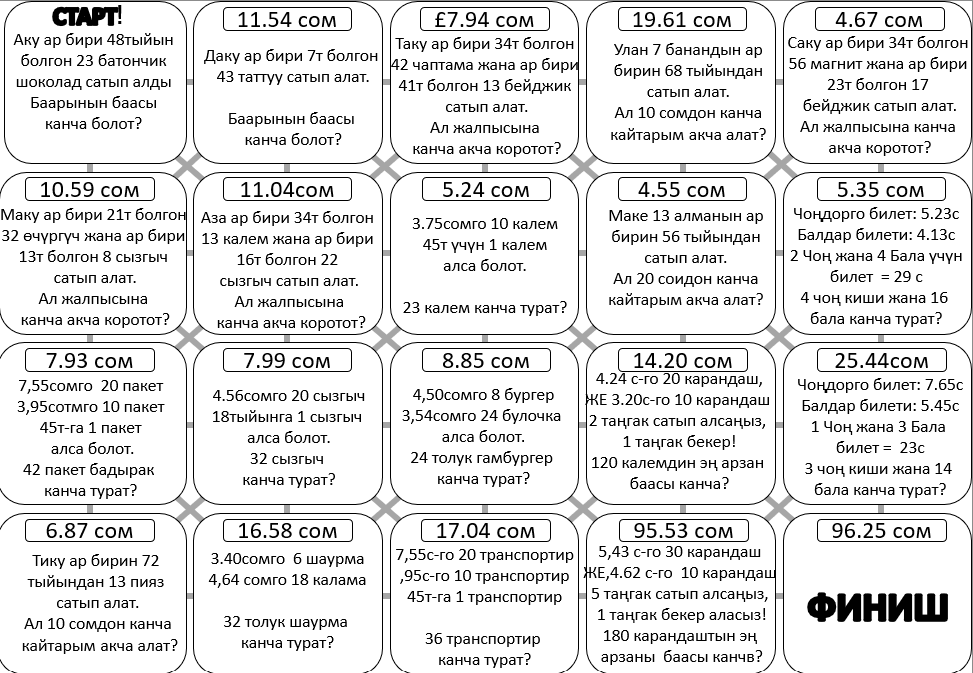 СТАРТ!
Аку ар бири 48тыйын
болгон 23 батончик
шоколад сатып алды
Баарынын баасы
канча болот?
11.54 сом
Даку ар бири 7т болгон
43 таттуу сатып алат.
Баарынын баасы
канча болот?
£7.94 сом
Таку ар бири 34т болгон
42 чаптама жана ар бири
41т болгон 13 бейджик
сатып алат.
Ал жалпысына
канча акча коротот?
19.61 сом
Улан 7 банандын ар
бирин 68 тыйындан
сатып алат.
Ал 10 сомдон канча
кайтарым акча алат?
4.67 сом
Саку ар бири 34т болгон
56 магнит жана ар бири
23т болгон 17
бейджик сатып алат.
Ал жалпысына канча
акча коротот?
10.59 сом
Маку ар бири 21т болгон
32 өчүргүч жана ар бири
13т болгон 8 сызгыч
сатып алат.
Ал жалпысына
канча акча коротот?
11.04сом
Аза ар бири 34т болгон
13 калем жана ар бири
16т болгон 22
сызгыч сатып алат.
Ал жалпысына
канча акча коротот?
5.24 сом
3.75сомго 10 калем
45т үчүн 1 калем
алса болот.
23 калем канча турат?
4.55 сом
Маке 13 алманын ар
бирин 56 тыйындан
сатып алат.
Ал 20 соидон канча
кайтарым акча алат?
5.35 сом
Чоңдорго билет: 5.23с
Балдар билети: 4.13с
2 Чоң жана 4 Бала үчүн
билет = 29 с
4 чоң киши жана 16
бала канча турат?
7.93 сом
7,55сомго 20 пакет
3,95сотмго 10 пакет
45т-га 1 пакет
алса болот.
42 пакет бадырак
канча турат?
7.99 сом
4.56сомго 20 сызгыч
18тыйынга 1 сызгыч
алса болот.
32 сызгыч
канча турат?
8.85 сом
4,50сомго 8 бургер
3,54сомго 24 булочка
алса болот.
24 толук гамбургер
канча турат?
14.20 сом
4.24 с-го 20 карандаш,
ЖЕ 3.20с-го 10 карандаш
2 таңгак сатып алсаңыз,
1 таңгак бекер!
120 калемдин эң арзан
баасы канча?
25.44сом
Чоңдорго билет: 7.65с
Балдар билети: 5.45с
1 Чоң жана 3 Бала
билет = 23с
3 чоң киши жана 14
бала канча турат?
6.87 сом
Тику ар бирин 72
тыйындан 13 пияз
сатып алат.
Ал 10 сомдон канча
кайтарым акча алат?
16.58 сом
3.40сомго 6 шаурма
4,64 сомго 18 калама
32 толук шаурма
канча турат?
17.04 сом
7,55с-го 20 транспортир
,95с-го 10 транспортир
45т-га 1 транспортир
36 транспортир
канча турат?
95.53 сом
5,43 с-го 30 карандаш
ЖЕ,4.62 с-го 10 карандаш
5 таңгак сатып алсаңыз,
1 таңгак бекер аласыз!
180 карандаштын эң
арзаны баасы канчв?
96.25 сом
ФИНИШ